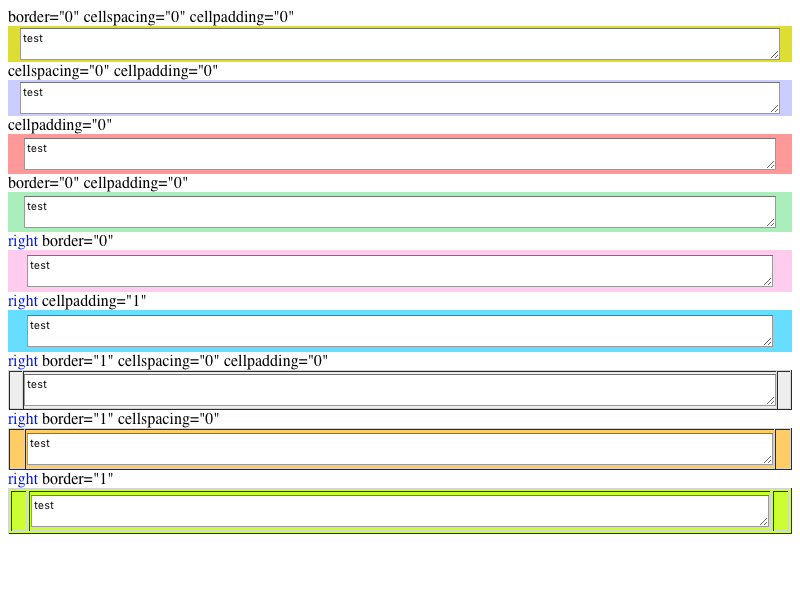 border="0" cellspacing="0" cellpadding="0"
test
cellspacing="0" cellpadding="0"
test
cellpadding="0"
test
border="0" cellpadding="0"
test
right border="0"
test
right cellpadding="1"
test
right border="1" cellspacing="0" cellpadding="0"
test
right border="1" cellspacing="0"
test
right border="1"
test